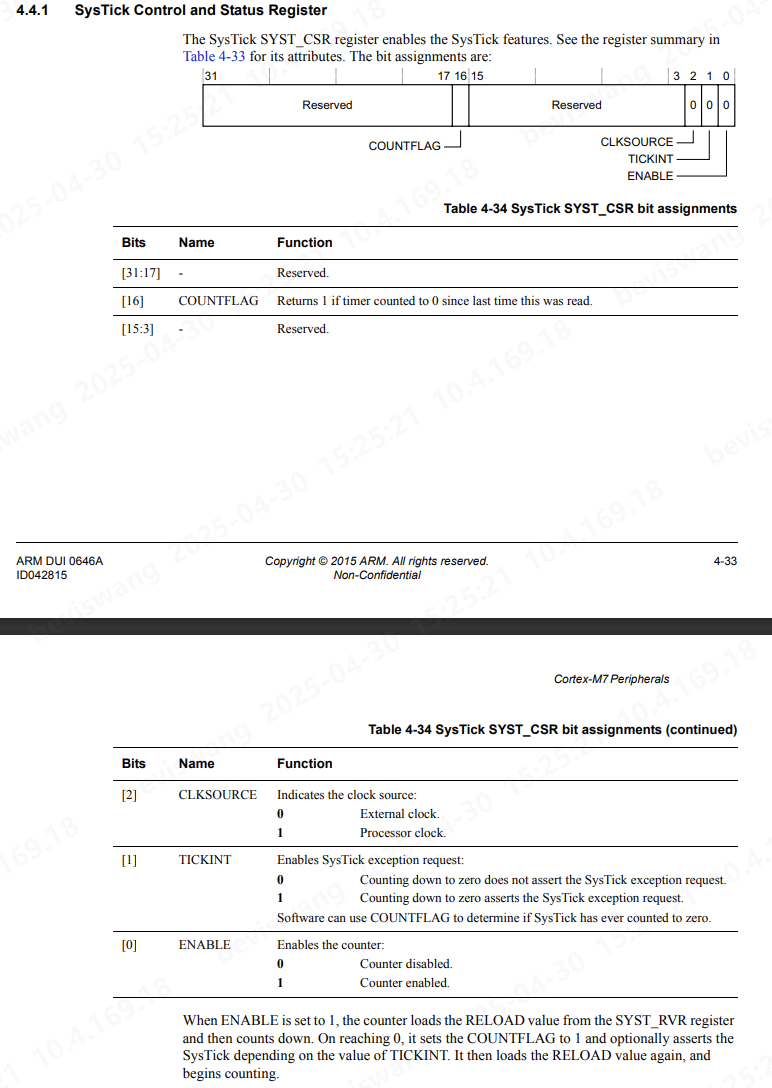 4.4.1 SysTick Control and Status Register
The SysTick SYST_CSR register enables the SysTick features. See the register summary in
Table 4-33 for its attributes. The bit assignments are:
31 17 16 15 3 2 1 0
Reserved Reserved 0 0 0
COUNTFLAG CLKSOURCE
TICKINT
ENABLE
Table 4-34 SysTick SYST_CSR bit assignments
Bits Name Function
[31:17] - Reserved.
[16] COUNTFLAG Returns 1 if timer counted to 0 since last time this was read.
[15:3] - Reserved.
ARM DUI 0646A Copyright © 2015 ARM. All rights reserved. 4-33
ID042815 Non-Confidential
Cortex-M7 Peripherals
Table 4-34 SysTick SYST_CSR bit assignments (continued)
Bits Name Function
[2] CLKSOURCE Indicates the clock source:
0 External clock.
1 Processor clock.
[1] TICKINT Enables SysTick exception request:
0 Counting down to zero does not assert the SysTick exception request.
1 Counting down to zero asserts the SysTick exception request.
Software can use COUNTFLAG to determine if SysTick has ever counted to zero.
[0] ENABLE Enables the counter:
0 Counter disabled.
1 Counter enabled.
When ENABLE is set to 1, the counter loads the RELOAD value from the SYST_RVR register
and then counts down. On reaching 0, it sets the COUNTFLAG to 1 and optionally asserts the
SysTick depending on the value of TICKINT. It then loads the RELOAD value again, and
begins counting.
beviswang 2025-04-30 15:25:21 10.4.169.18